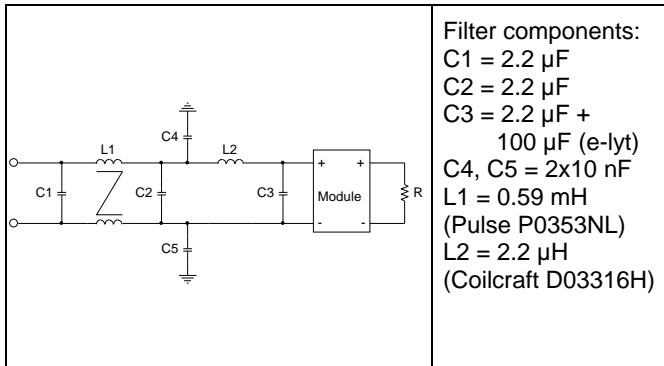 C4
L1
L2
C1
C2
C3
+ +
Module
- -
R
C5
Filter components:
C1 = 2.2 µF
C2 = 2.2 µF
C3 = 2.2 µF +
100 µF (e-lyt)
C4, C5 = 2x10 nF
L1 = 0.59 mH
(Pulse P0353NL)
L2 = 2.2 µH
(Coilcraft D03316H)